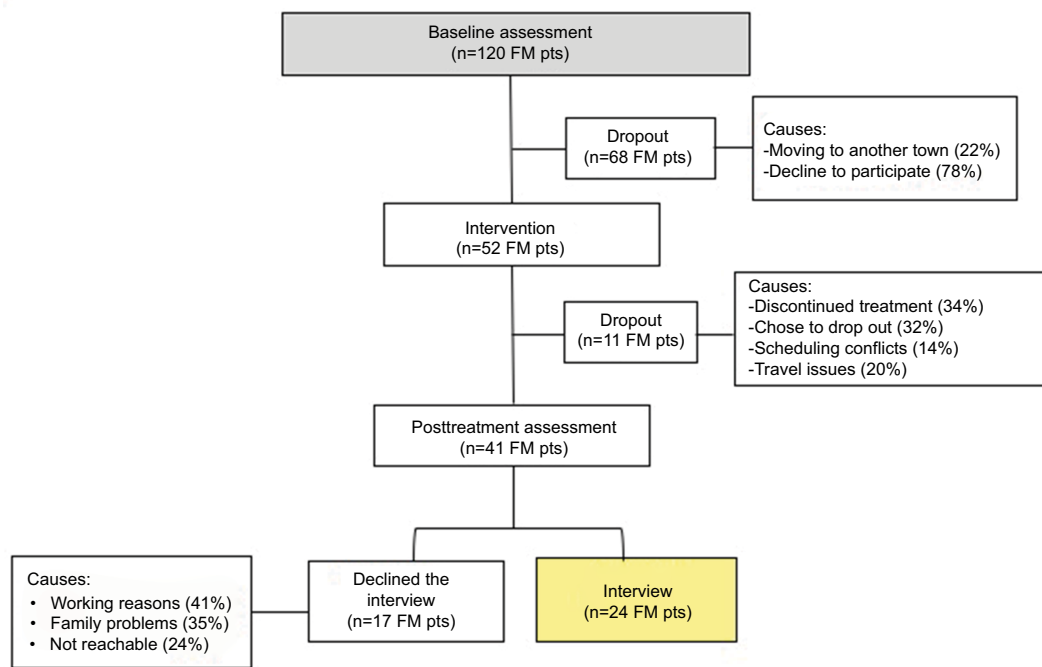 Baseline assessment
(n=120 FM pts)
Dropout
(n=68 FM pts)
Causes:
-Moving to another town (22%)
-Decline to participate (78%)
Intervention
(n=52 FM pts)
Dropout
(n=11 FM pts)
Causes:
-Discontinued treatment (34%)
-Chose to drop out (32%)
-Scheduling conflicts (14%)
-Travel issues (20%)
Posttreatment assessment
(n=41 FM pts)
Causes:
• Working reasons (41%)
• Family problems (35%)
• Not reachable (24%)
Declined the
interview
(n=17 FM pts)
Interview
(n=24 FM pts)